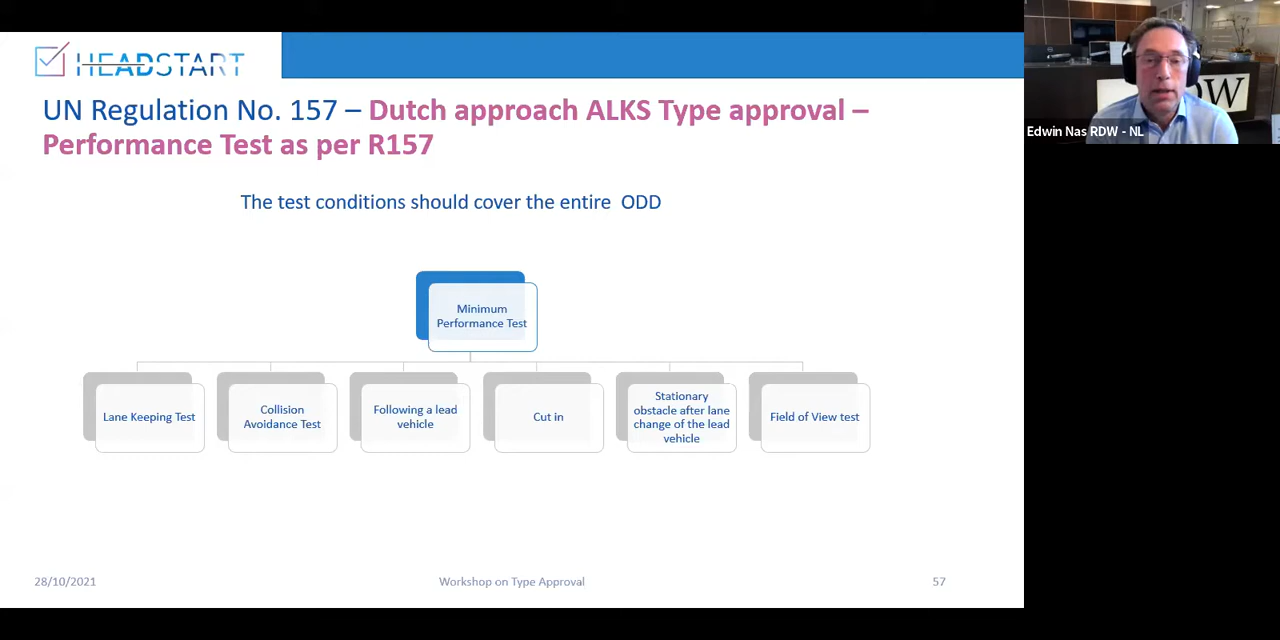 HEADSTART
UN Regulation No. 157 – Dutch approach ALKS Type approval –
Performance Test as per R157
The test conditions should cover the entire ODD
Minimum
Performance Test
Lane Keeping Test
Collision
Avoidance Test
Following a lead
vehicle
Cut in
Stationary
obstacle after lane
change of the lead
vehicle
Field of View test
28/10/2021
Workshop on Type Approval
57
DW
Edwin Nas RDW - NL